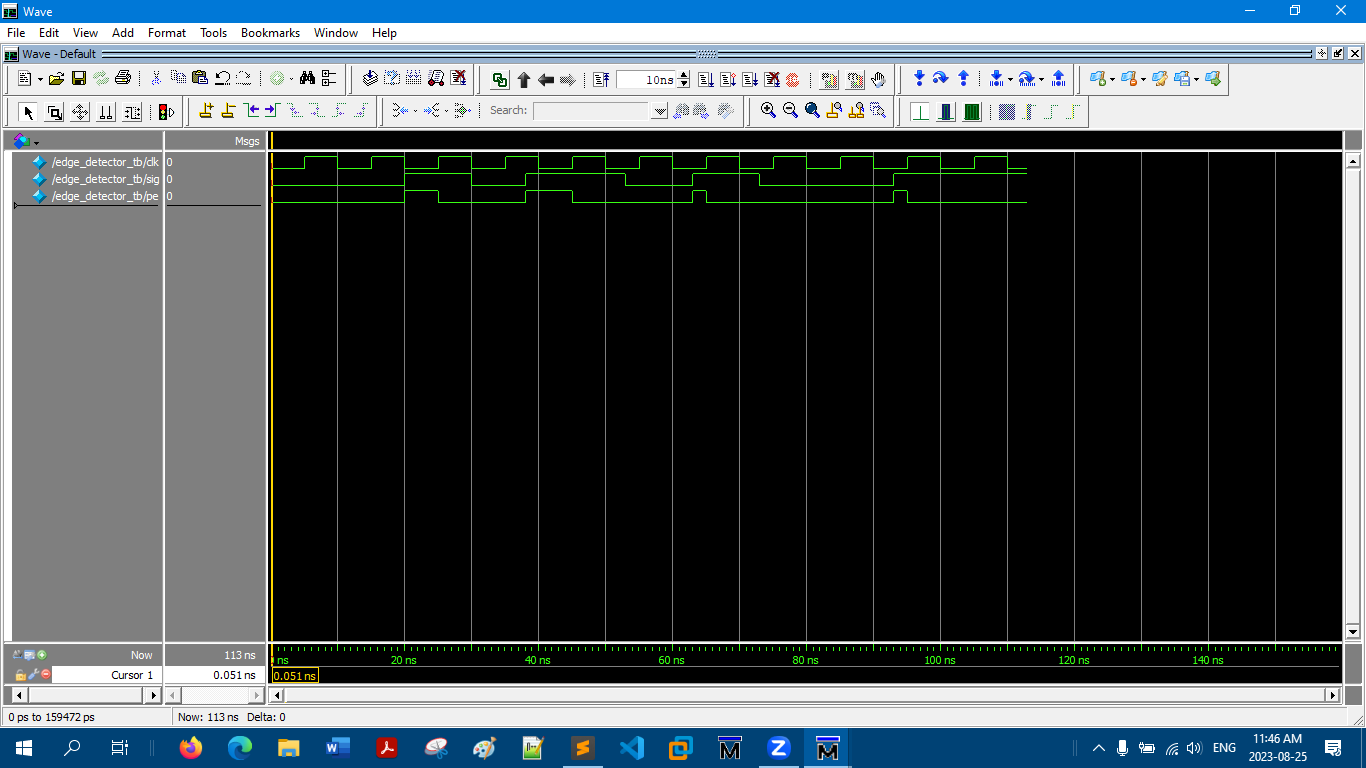 Wave
File Edit View Add Format Tools Bookmarks Window Help
Wave - Default
10 ns
Search:
Msgs
/edge_detector_tb/clk 0
/edge_detector_tb/sig 0
/edge_detector_tb/pe 0
Now 113 ns
ns 20 ns 40 ns 60 ns 80 ns 100 ns 120 ns 140 ns
Cursor 1 0.051 ns 0.051 ns
0 ps to 159472 ps Now: 113 ns Delta: 0
ENG 11:46 AM
2023-08-25